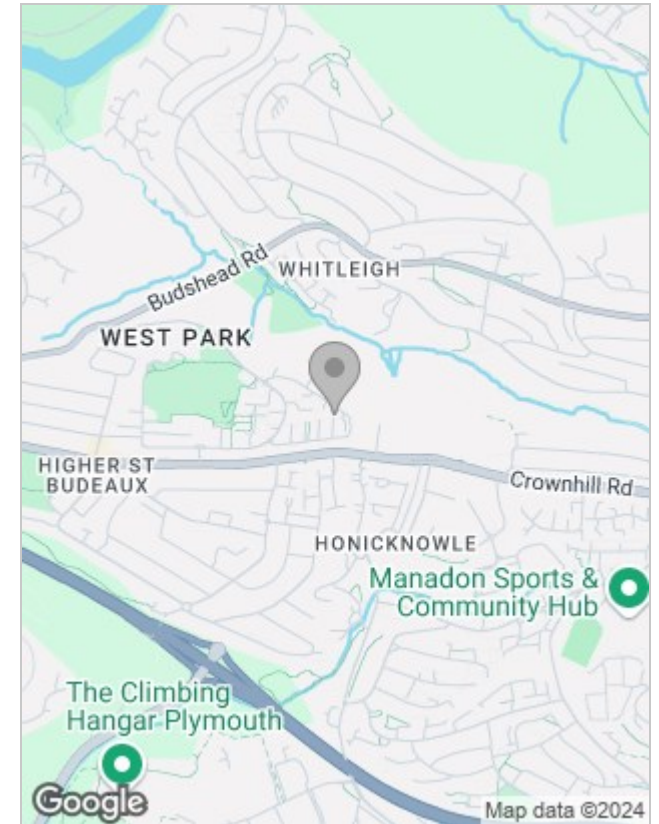 Budshead Rd
WHITLEIGH
WEST PARK
HIGHER ST
BUDEAUX
Crownhill Rd
HONICKNOWLE
Manadon Sports &
Community Hub
The Climbing
Hangar Plymouth
Google
Map data ©2024